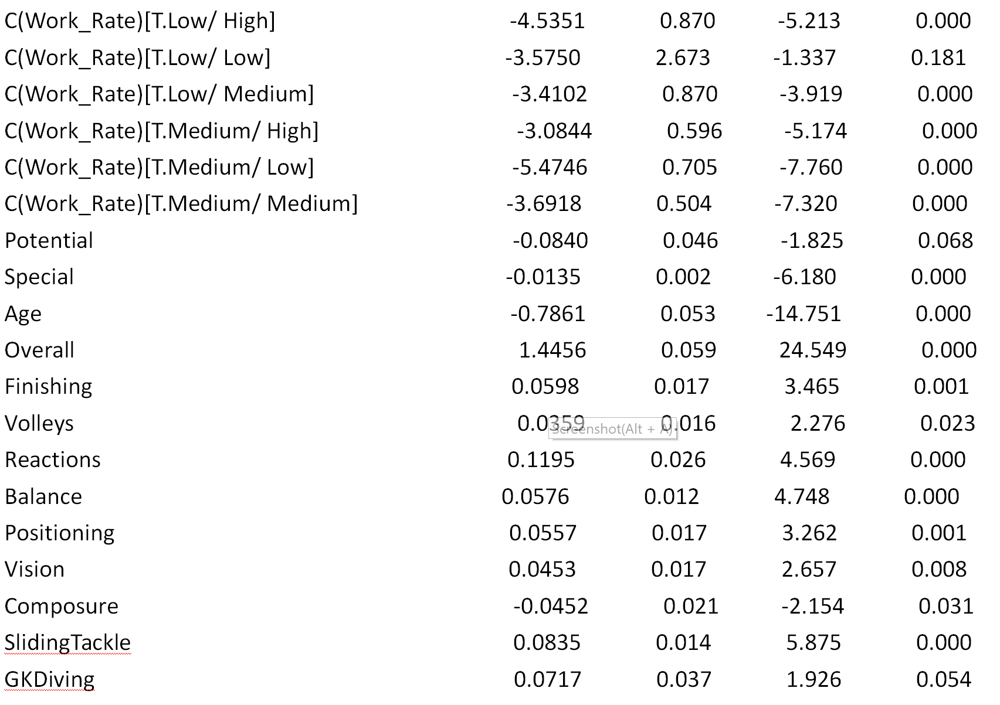 C(Work_Rate)[T.Low/ High] -4.5351 0.870 -5.213 0.000
C(Work_Rate)[T.Low/ Low] -3.5750 2.673 -1.337 0.181
C(Work_Rate)[T.Low/ Medium] -3.4102 0.870 -3.919 0.000
C(Work_Rate)[T.Medium/ High] -3.0844 0.596 -5.174 0.000
C(Work_Rate)[T.Medium/ Low] -5.4746 0.705 -7.760 0.000
C(Work_Rate)[T.Medium/ Medium] -3.6918 0.504 -7.320 0.000
Potential -0.0840 0.046 -1.825 0.068
Special -0.0135 0.002 -6.180 0.000
Age -0.7861 0.053 -14.751 0.000
Overall 1.4456 0.059 24.549 0.000
Finishing 0.0598 0.017 3.465 0.001
Volleys 0.0359 0.016 2.276 0.023
Screenshot(Alt + A)
Reactions 0.1195 0.026 4.569 0.000
Balance 0.0576 0.012 4.748 0.000
Positioning 0.0557 0.017 3.262 0.001
Vision 0.0453 0.017 2.657 0.008
Composure -0.0452 0.021 -2.154 0.031
SlidingTackle 0.0835 0.014 5.875 0.000
GKDiving 0.0717 0.037 1.926 0.054